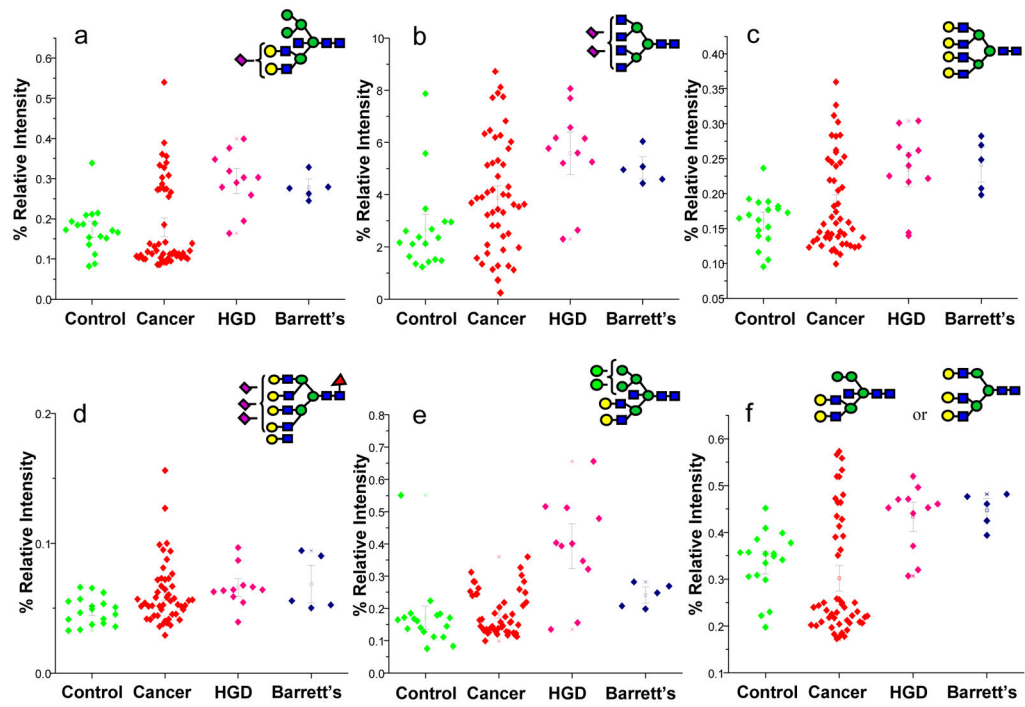 a
0.6
0.5
0.4
0.3
0.2
0.1
0.0
% Relative Intensity
Control Cancer HGD Barrett's
b
10
8
6
4
2
0
% Relative Intensity
Control Cancer HGD Barrett's
c
0.40
0.35
0.30
0.25
0.20
0.15
0.10
0.05
% Relative Intensity
Control Cancer HGD Barrett's
d
0.2
0.1
0.0
% Relative Intensity
Control Cancer HGD Barrett's
e
0.8
0.7
0.6
0.5
0.4
0.3
0.2
0.1
0.0
% Relative Intensity
Control Cancer HGD Barrett's
f
or
0.6
0.5
0.4
0.3
0.2
0.1
% Relative Intensity
Control Cancer HGD Barrett's